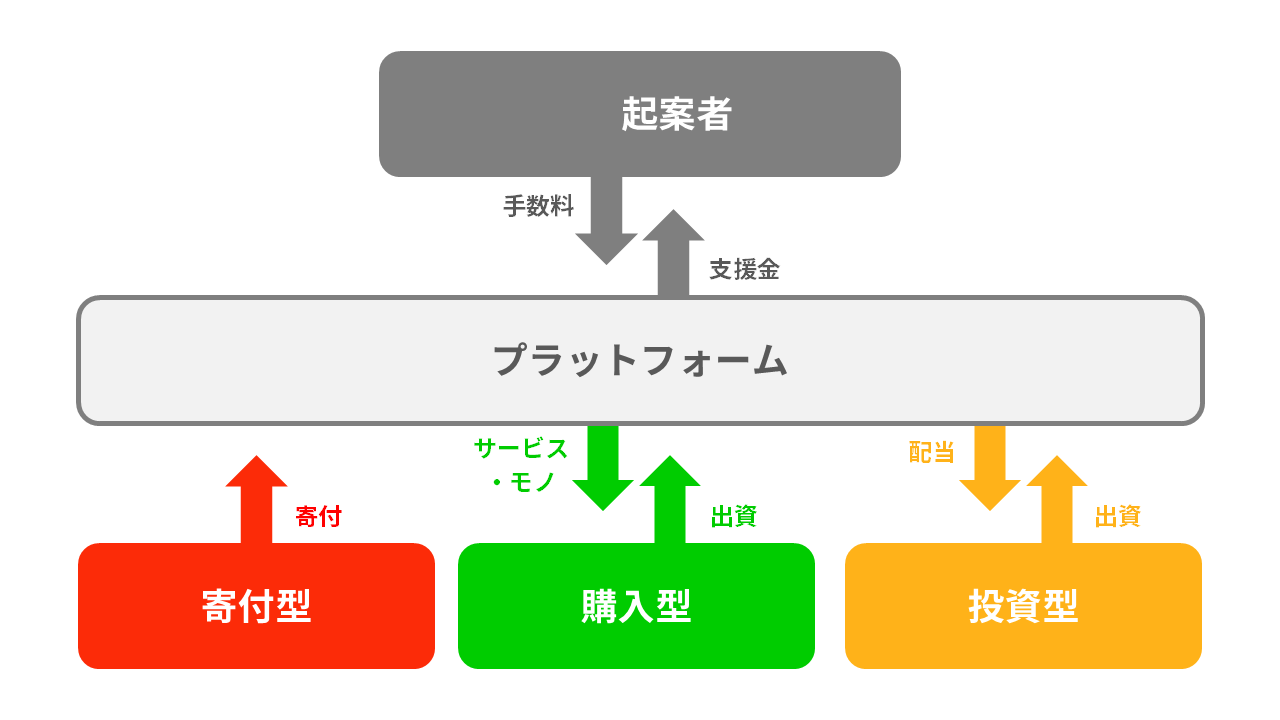 起案者
手数料
支援金
プラットフォーム
サービス
・モノ
配当
寄付
出資
出資
寄付型
購入型
投資型